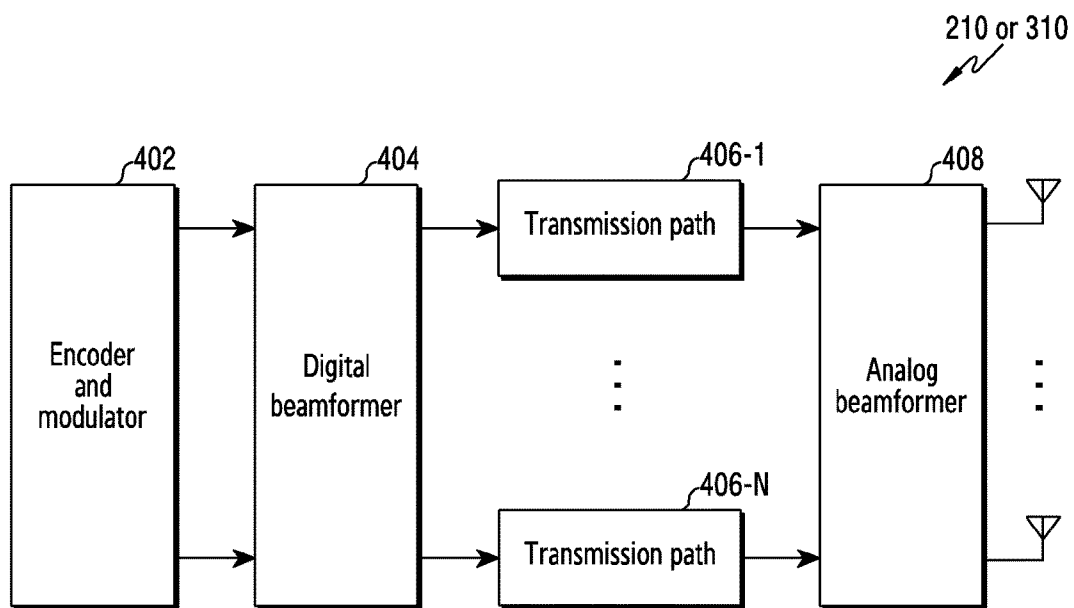 210 or 310
402
404
406-1
408
Transmission path
Encoder
and
modulator
Digital
beamformer
Analog
beamformer
406-N
Transmission path